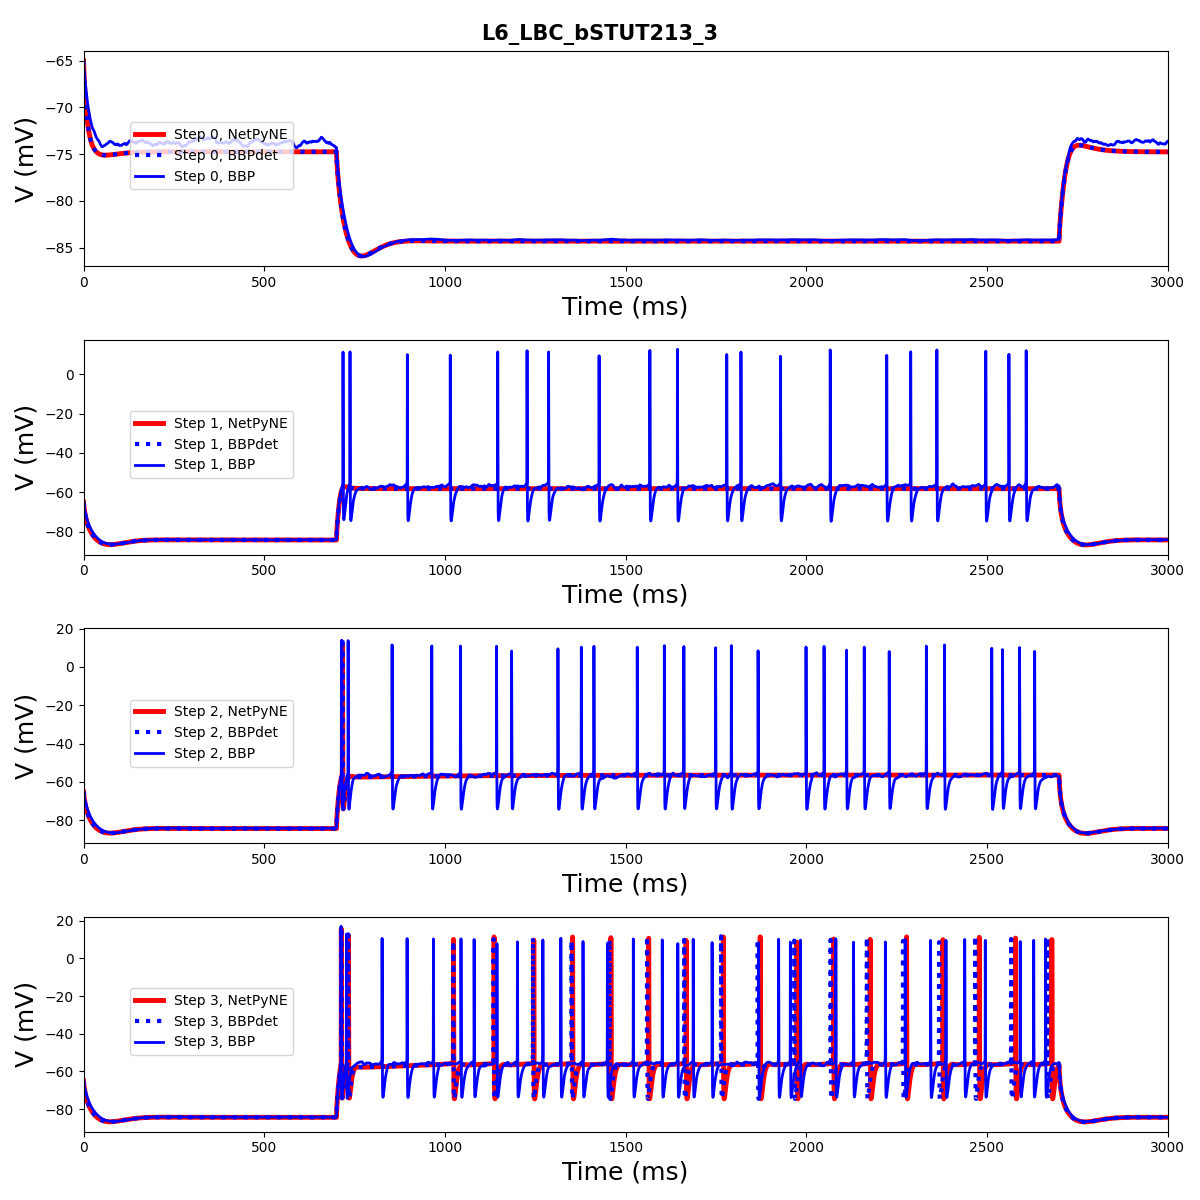 L6_LBC_bSTUT213_3
−65
−70
−75
−80
−85
V (mV)
Step 0, NetPyNE
Step 0, BBPdet
Step 0, BBP
0 500 1000 1500 2000 2500 3000
Time (ms)
0
−20
−40
−60
−80
V (mV)
Step 1, NetPyNE
Step 1, BBPdet
Step 1, BBP
0 500 1000 1500 2000 2500 3000
Time (ms)
20
0
−20
−40
−60
−80
V (mV)
Step 2, NetPyNE
Step 2, BBPdet
Step 2, BBP
0 500 1000 1500 2000 2500 3000
Time (ms)
20
0
−20
−40
−60
−80
V (mV)
Step 3, NetPyNE
Step 3, BBPdet
Step 3, BBP
0 500 1000 1500 2000 2500 3000
Time (ms)